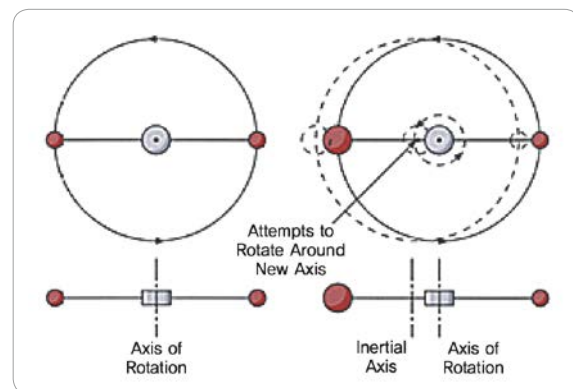 Attempts to
Rotate Around
New Axis
Axis of
Rotation
Inertial
Axis
Axis of
Rotation